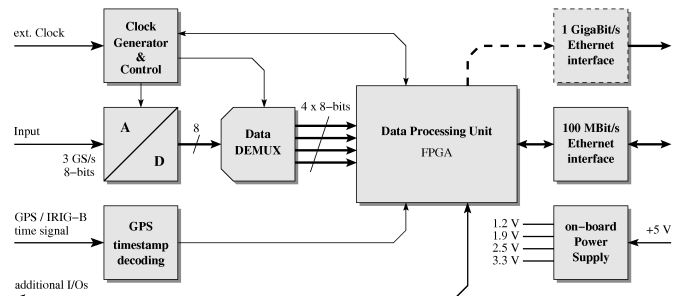 ext. Clock
Clock
Generator
&
Control
1 GigaBit/s
Ethernet
interface
Input
3 GS/s
8-bits
A
D
8
Data
DEMUX
4 x 8-bits
Data Processing Unit
FPGA
100 MBit/s
Ethernet
interface
GPS / IRIG-B
time signal
GPS
timestamp
decoding
1.2 V
1.9 V
2.5 V
3.3 V
on-board
Power
Supply
+5 V
additional I/Os